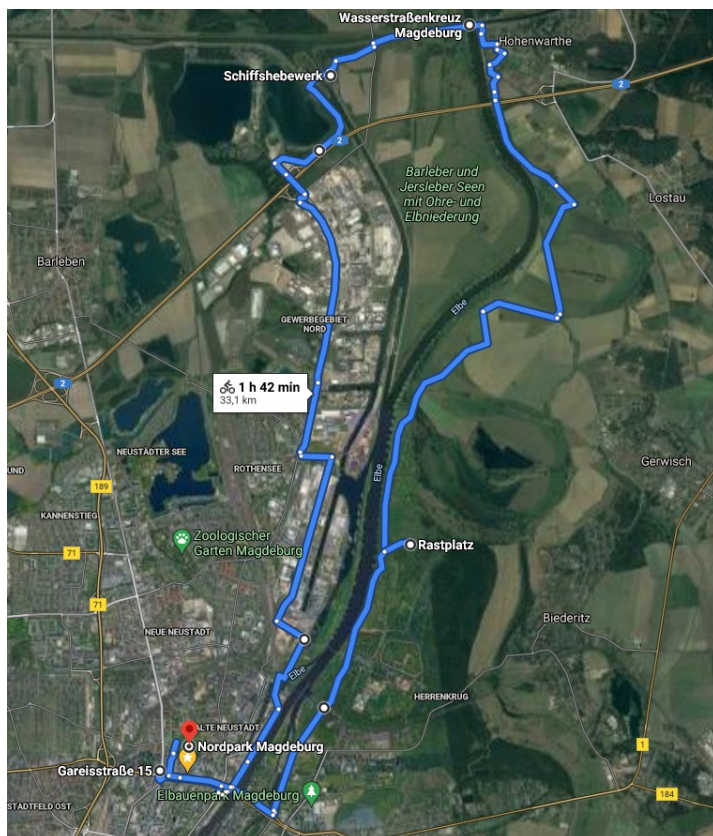 Wasserstraßenkreuz
Magdeburg
Hohenwarthe
Schiffshebewerk
2
2
Barleber und
Jersleber Seen
mit Ohre- und
Elbniederung
Lostau
Barleben
Elbe
GEWERBEGEBIET
NORD
1 h 42 min
33,1 km
2
NEUSTÄDTER SEE
ROTHENSEE
Gerwisch
UND
Elbe
189
KANNENSTIEG
Zoologischer
Garten Magdeburg
Rastplatz
71
71
Biederitz
NEUE NEUSTADT
Elbe
HERRENKRUG
ALTE NEUSTADT
Nordpark Magdeburg
1
Gareisstraße 15
Elbauenpark Magdeburg
184
STADTFELD OST